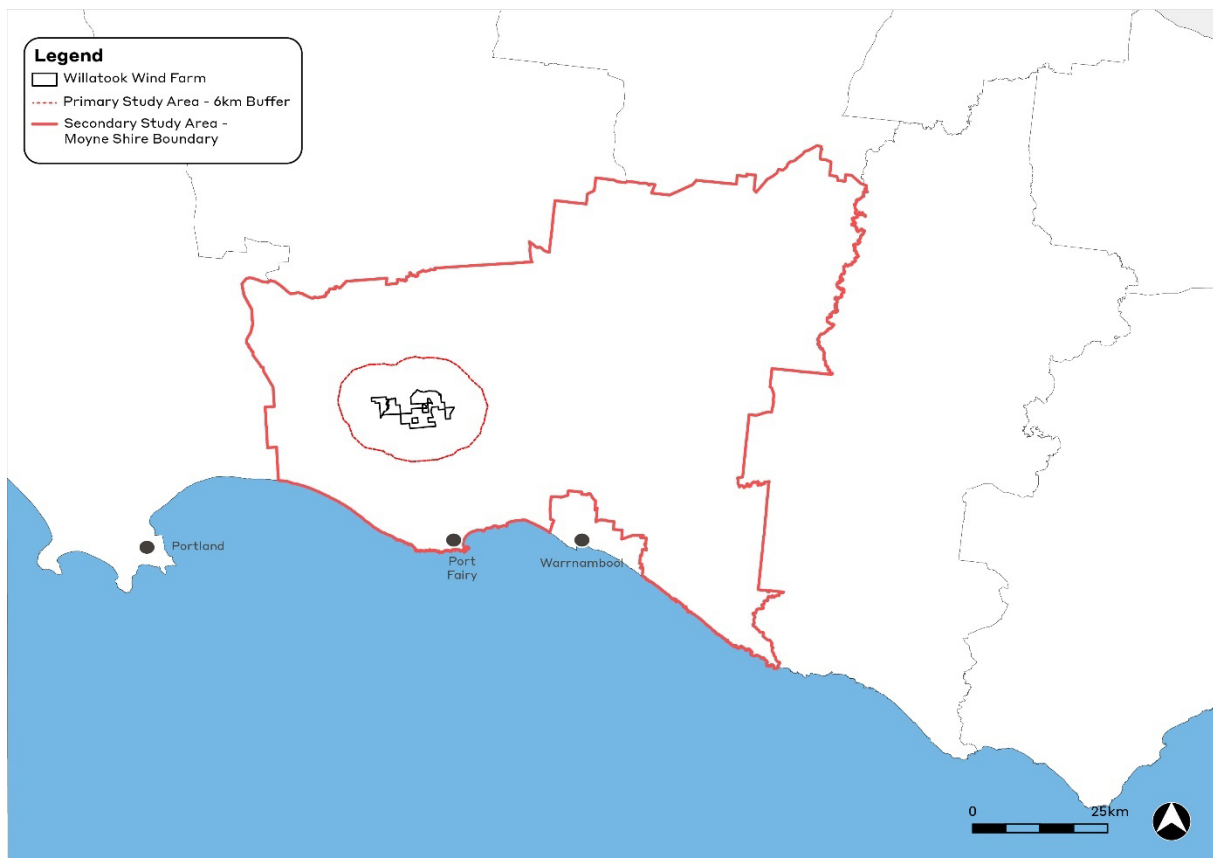 Legend
Willatook Wind Farm
Primary Study Area - 6km Buffer
Secondary Study Area -
Moyne Shire Boundary
Portland
Port
Fairy
Warrnambool
0 25km